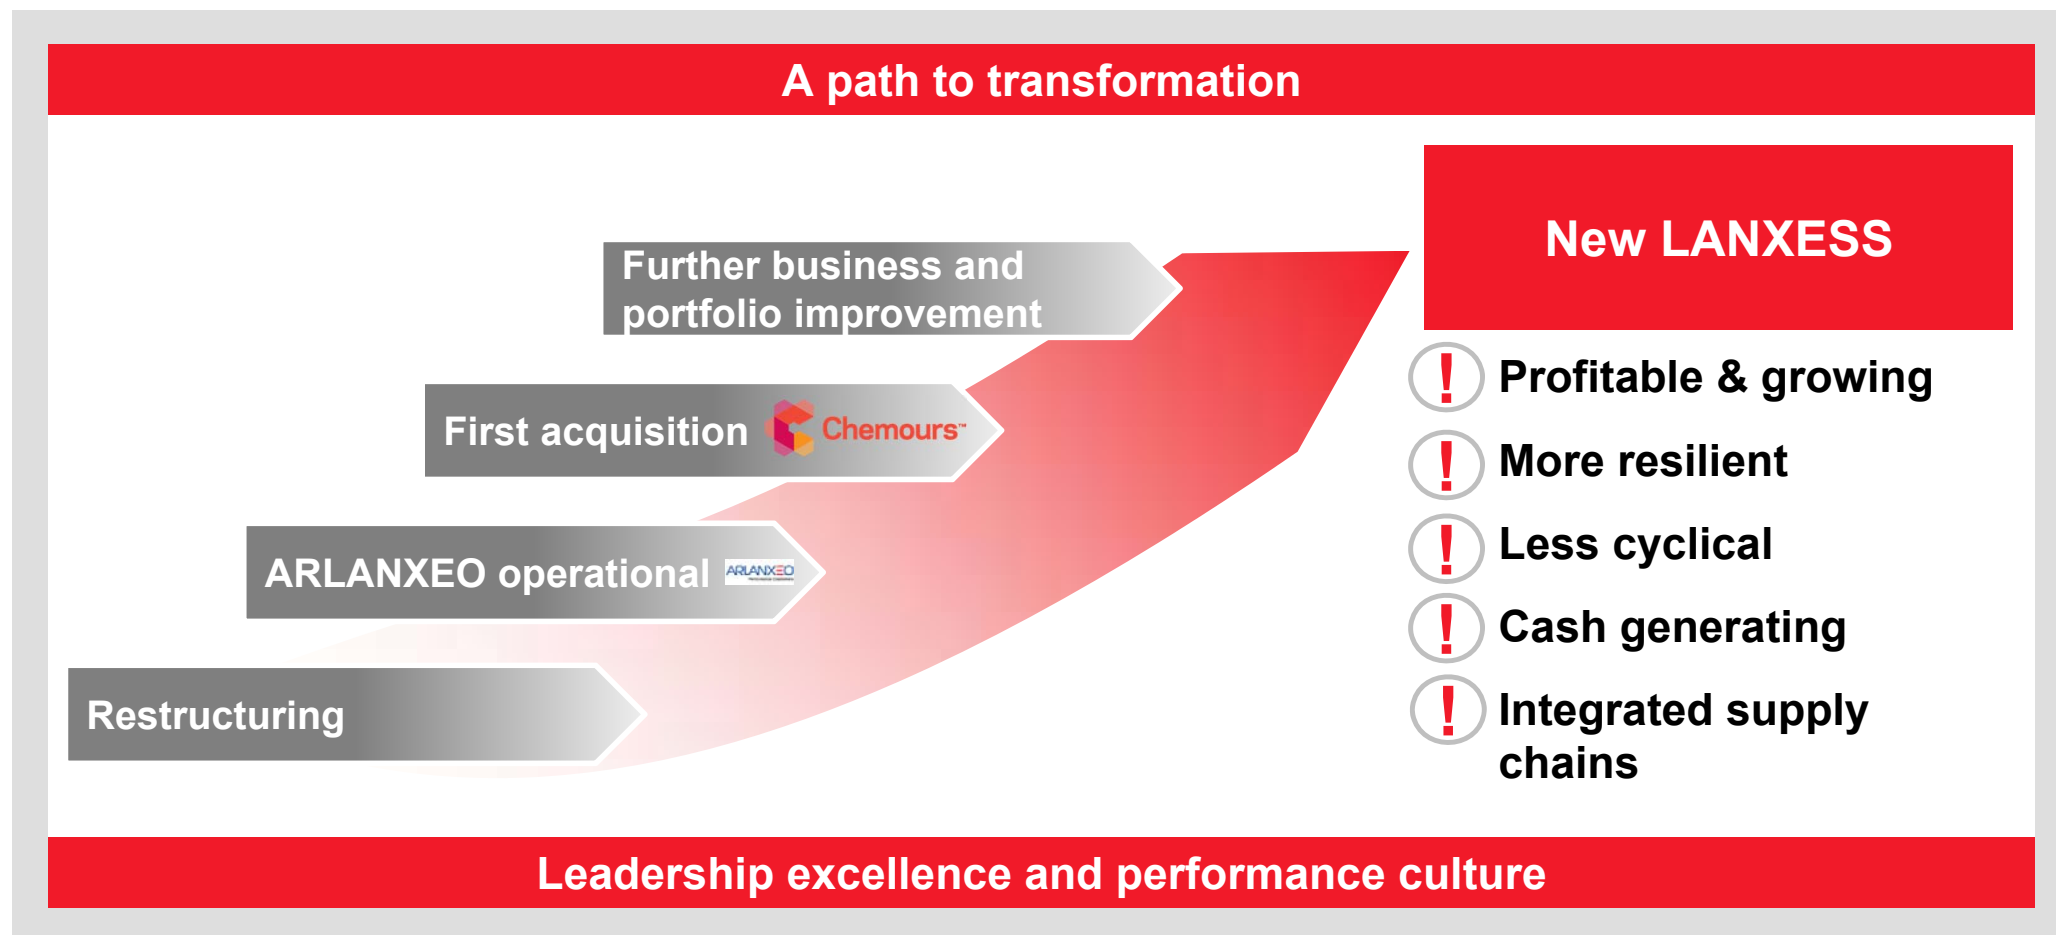 A path to transformation
New LANXESS
Further business and
portfolio improvement
First acquisition Chemours™
ARLANXEO operational ARLANXEO
Restructuring
! Profitable & growing
! More resilient
! Less cyclical
! Cash generating
! Integrated supply
chains
Leadership excellence and performance culture